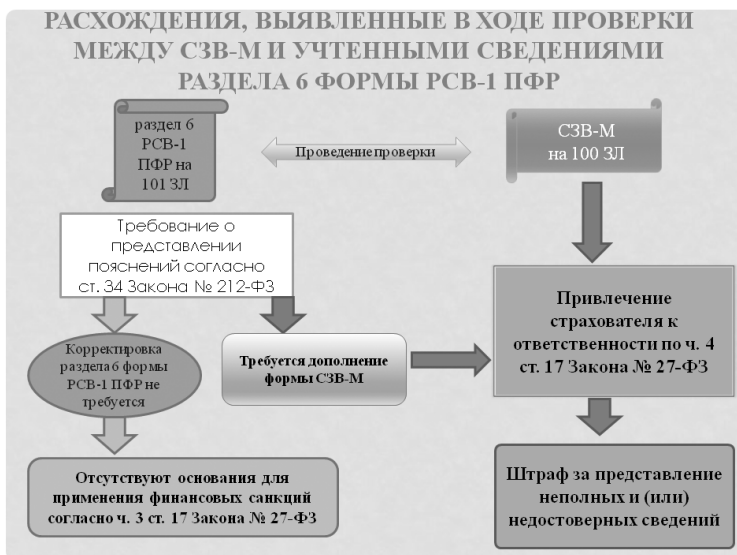 РАСХОЖДЕНИЯ, ВЫЯВЛЕННЫЕ В ХОДЕ ПРОВЕРКИ
МЕЖДУ СЗВ-М И УЧТЕННЫМИ СВЕДЕНИЯМИ
РАЗДЕЛА 6 ФОРМЫ РСВ-1 ПФР
раздел 6
РСВ-1
ПФР на
101 ЗЛ
Проведение проверки
СЗВ-М
на 100 ЗЛ
Требование о
представлении
пояснений согласно
ст. 34 Закона № 212-ФЗ
Привлечение
страхователя к
ответственности по ч. 4
ст. 17 Закона № 27-ФЗ
Корректировка
раздела 6 формы
РСВ-1 ПФР не
требуется
Требуется дополнение
формы СЗВ-М
Отсутствуют основания для
применения финансовых санкций
согласно ч. 3 ст. 17 Закона № 27-ФЗ
Штраф за представление
неполных и (или)
недостоверных сведений